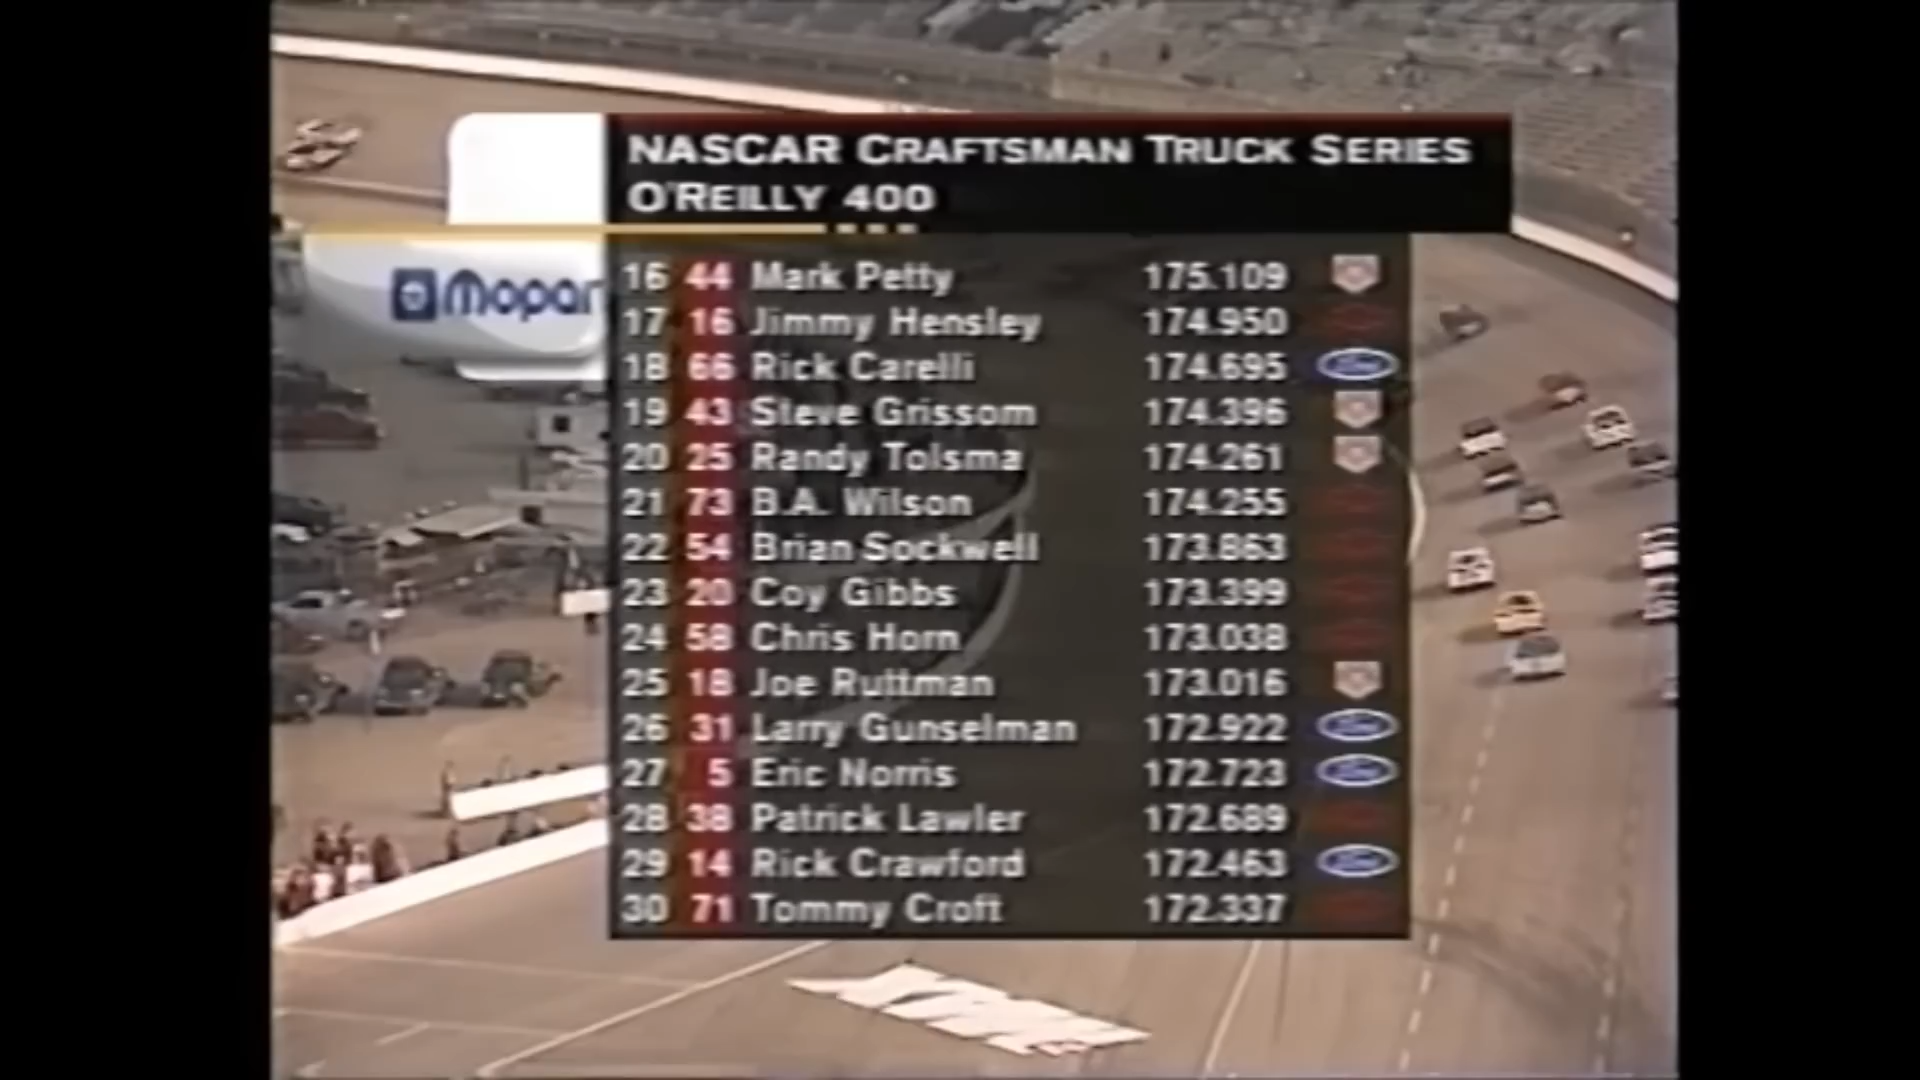 NASCAR CRAFTSMAN TRUCK SERIES
O'REILLY 400
Mopar
16 44 Mark Petty 175.109
17 16 Jimmy Hensley 174.950
18 66 Rick Carelli 174.695 Ford
19 43 Steve Grissom 174.396
20 25 Randy Tolsma 174.261
21 73 B.A. Wilson 174.255
22 54 Brian Sockwell 173.863
23 20 Coy Gibbs 173.399
24 58 Chris Horn 173.038
25 18 Joe Ruttman 173.016
26 31 Larry Gunselman 172.922 Ford
27 5 Eric Norris 172.723 Ford
28 38 Patrick Lawler 172.689
29 14 Rick Crawford 172.463 Ford
30 71 Tommy Croft 172.337